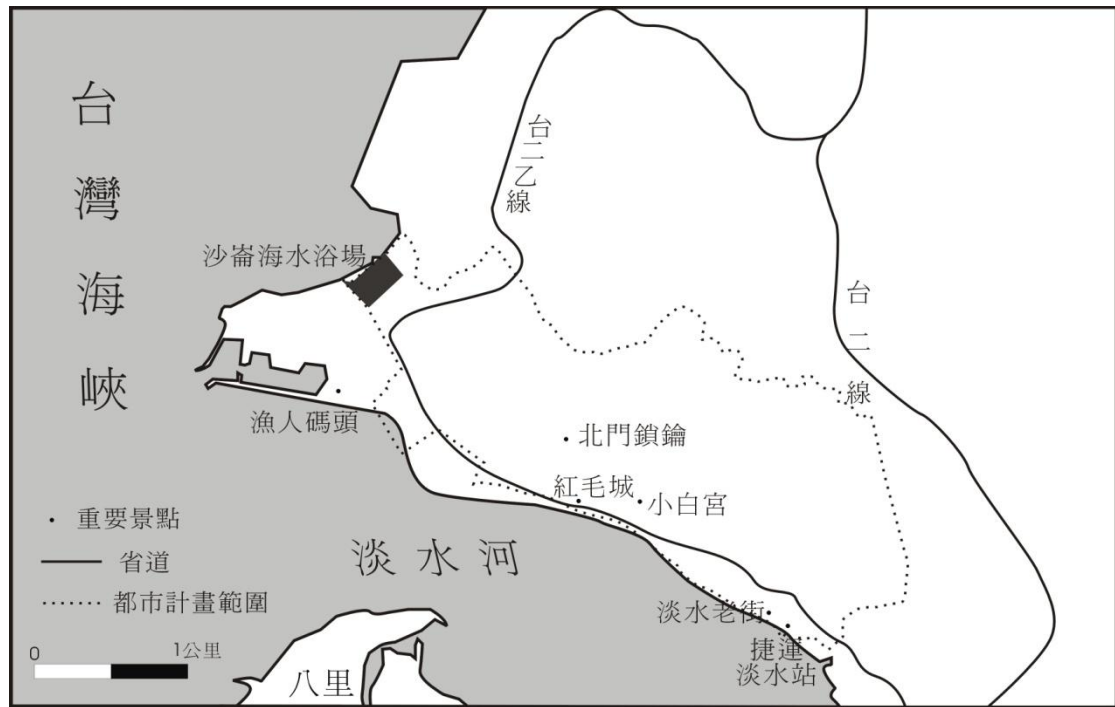 台灣海峽
台二乙線
沙崙海水浴場
台二線
漁人碼頭
北門鎖鑰
紅毛城
小白宮
淡水河
淡水老街
捷運
淡水站
八里
重要景點
省道
都市計畫範圍
0
1公里